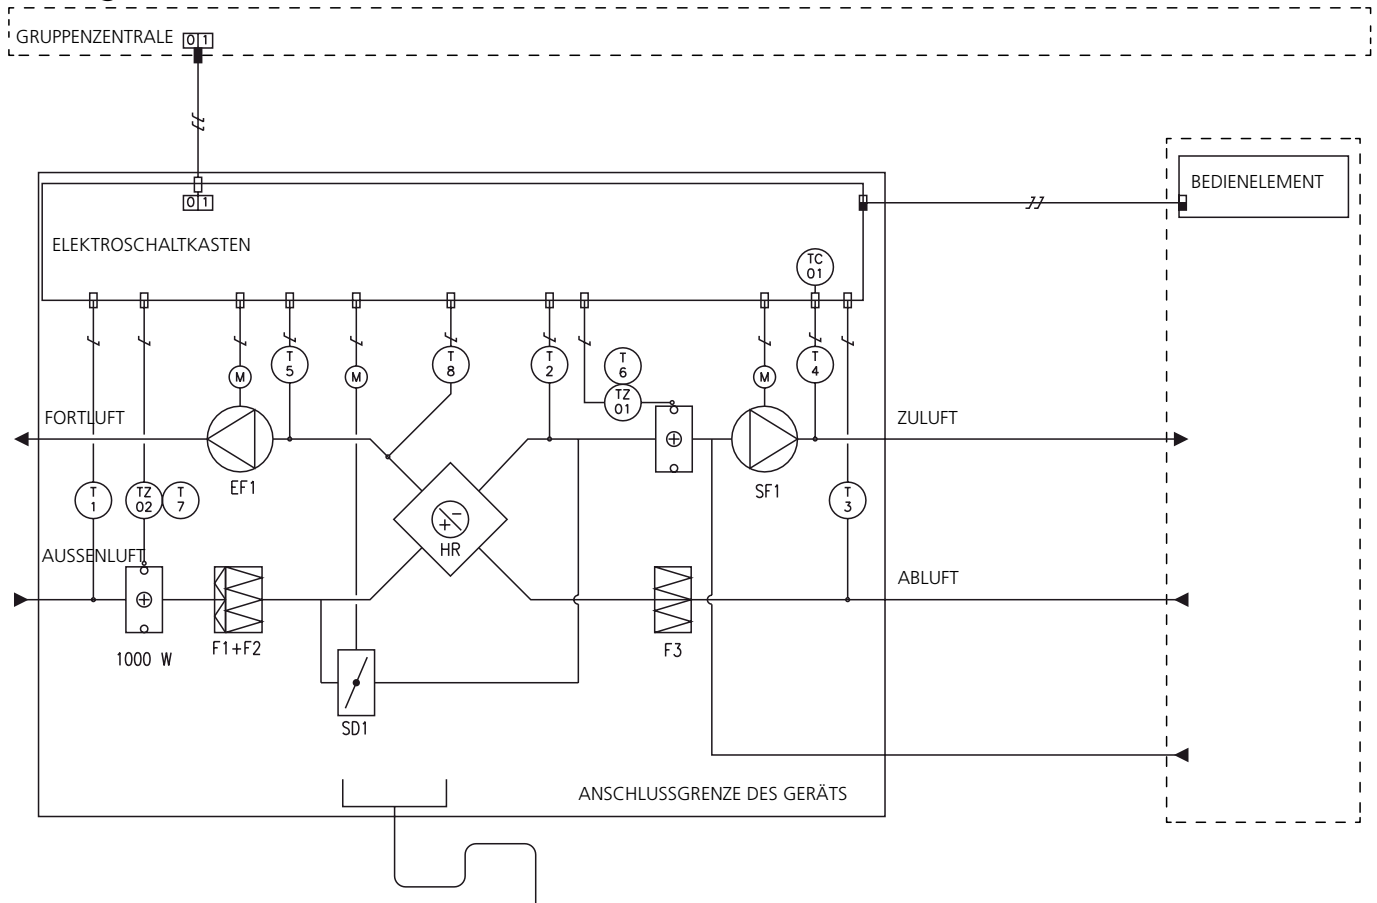 GRUPPENZENTRALE
0 1
BEDIENELEMENT
0 1
ELEKTROSCHALTKASTEN
TC
01
T
5
T
8
T
2
T
6
T
4
M
M
M
TZ
01
FORTLUFT
ZULUFT
EF1
SF1
T
1
TZ
02
T
7
T
3
+ -
HR
AUSSENLUFT
ABLUFT
1000 W
F1+F2
F3
SD1
ANSCHLUSSGRENZE DES GERÄTS